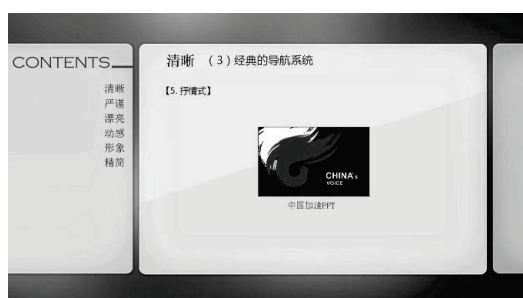 CONTENTS
清晰
严谨
漂亮
动感
形象
精简
清晰 （3）经典的导航系统
【5. 抒情式】
CHINA's
VOICE
中国加油PPT